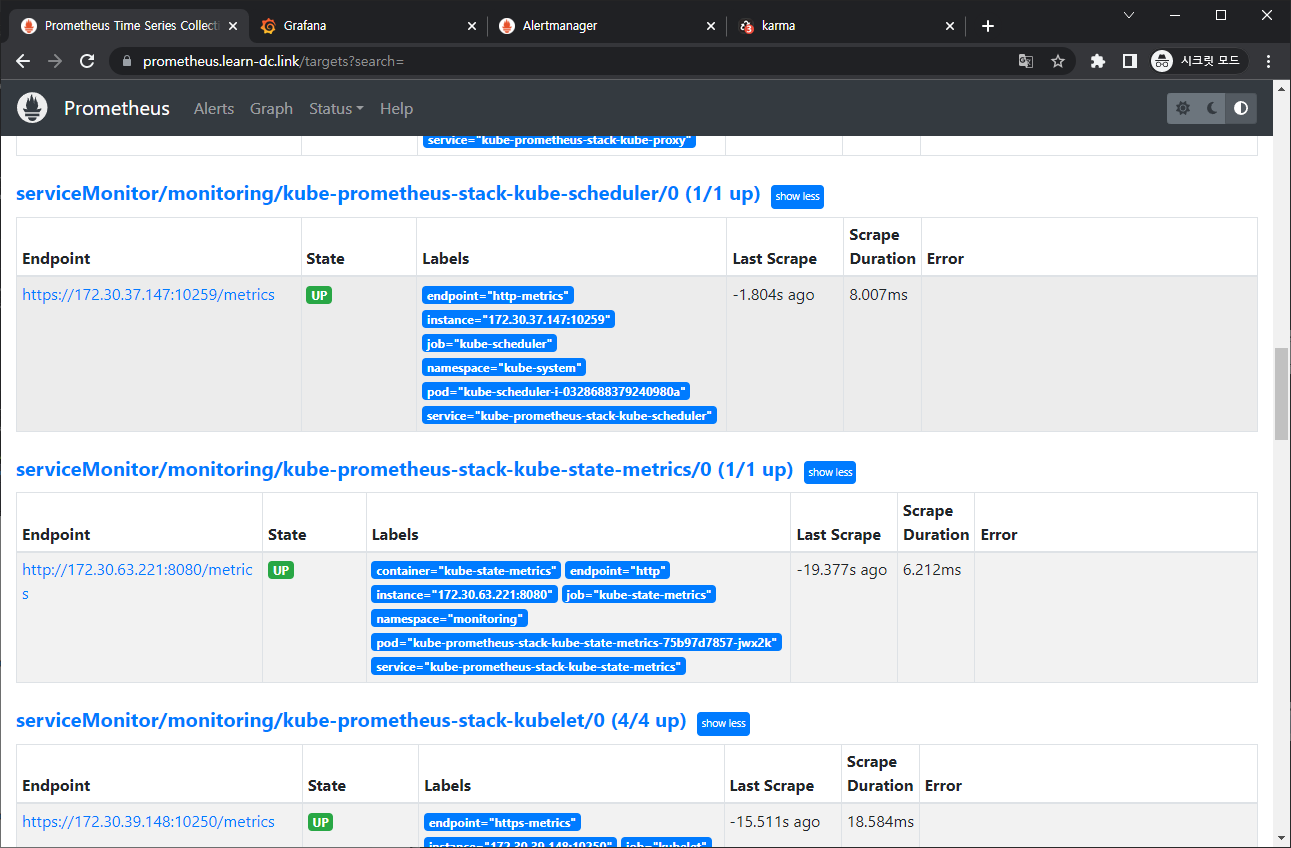 Prometheus Time Series Collecti
Grafana
Alertmanager
3
karma
prometheus.learn-dc.link/targets?search=
시크릿 모드
Prometheus
Alerts
Graph
Status
Help
service="kube-prometheus-stack-kube-proxy"
serviceMonitor/monitoring/kube-prometheus-stack-kube-scheduler/0 (1/1 up)
show less
Endpoint
State
Labels
Last Scrape
Scrape
Duration
Error
https://172.30.37.147:10259/metrics
UP
endpoint="http-metrics"
instance="172.30.37.147:10259"
job="kube-scheduler"
namespace="kube-system"
pod="kube-scheduler-i-0328688379240980a"
service="kube-prometheus-stack-kube-scheduler"
-1.804s ago
8.007ms
serviceMonitor/monitoring/kube-prometheus-stack-kube-state-metrics/0 (1/1 up)
show less
Endpoint
State
Labels
Last Scrape
Scrape
Duration
Error
http://172.30.63.221:8080/metric
s
UP
container="kube-state-metrics" endpoint="http"
instance="172.30.63.221:8080" job="kube-state-metrics"
namespace="monitoring"
pod="kube-prometheus-stack-kube-state-metrics-75b97d7857-jwx2k"
service="kube-prometheus-stack-kube-state-metrics"
-19.377s ago
6.212ms
serviceMonitor/monitoring/kube-prometheus-stack-kubelet/0 (4/4 up)
show less
Endpoint
State
Labels
Last Scrape
Scrape
Duration
Error
https://172.30.39.148:10250/metrics
UP
endpoint="https-metrics"
instance="172.30.39.148:10250" job="kubelet"
-15.511s ago
18.584ms